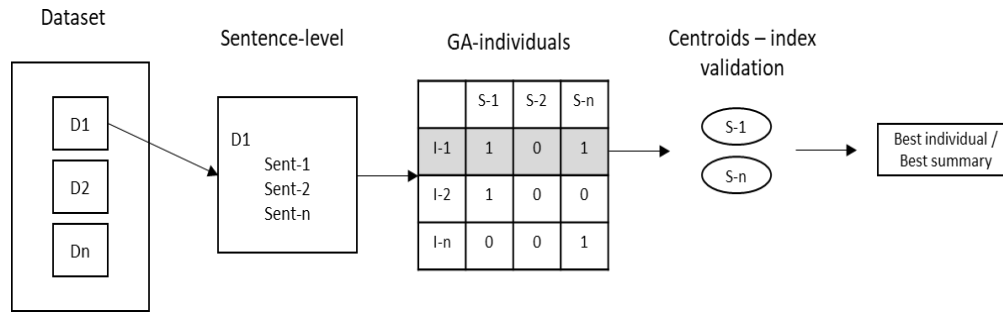 Dataset
D1
D2
Dn
Sentence-level
D1
Sent-1
Sent-2
Sent-n
GA-individuals
S-1 S-2 S-n
I-1 1 0 1
I-2 1 0 0
I-n 0 0 1
Centroids – index
validation
S-1
S-n
Best individual /
Best summary